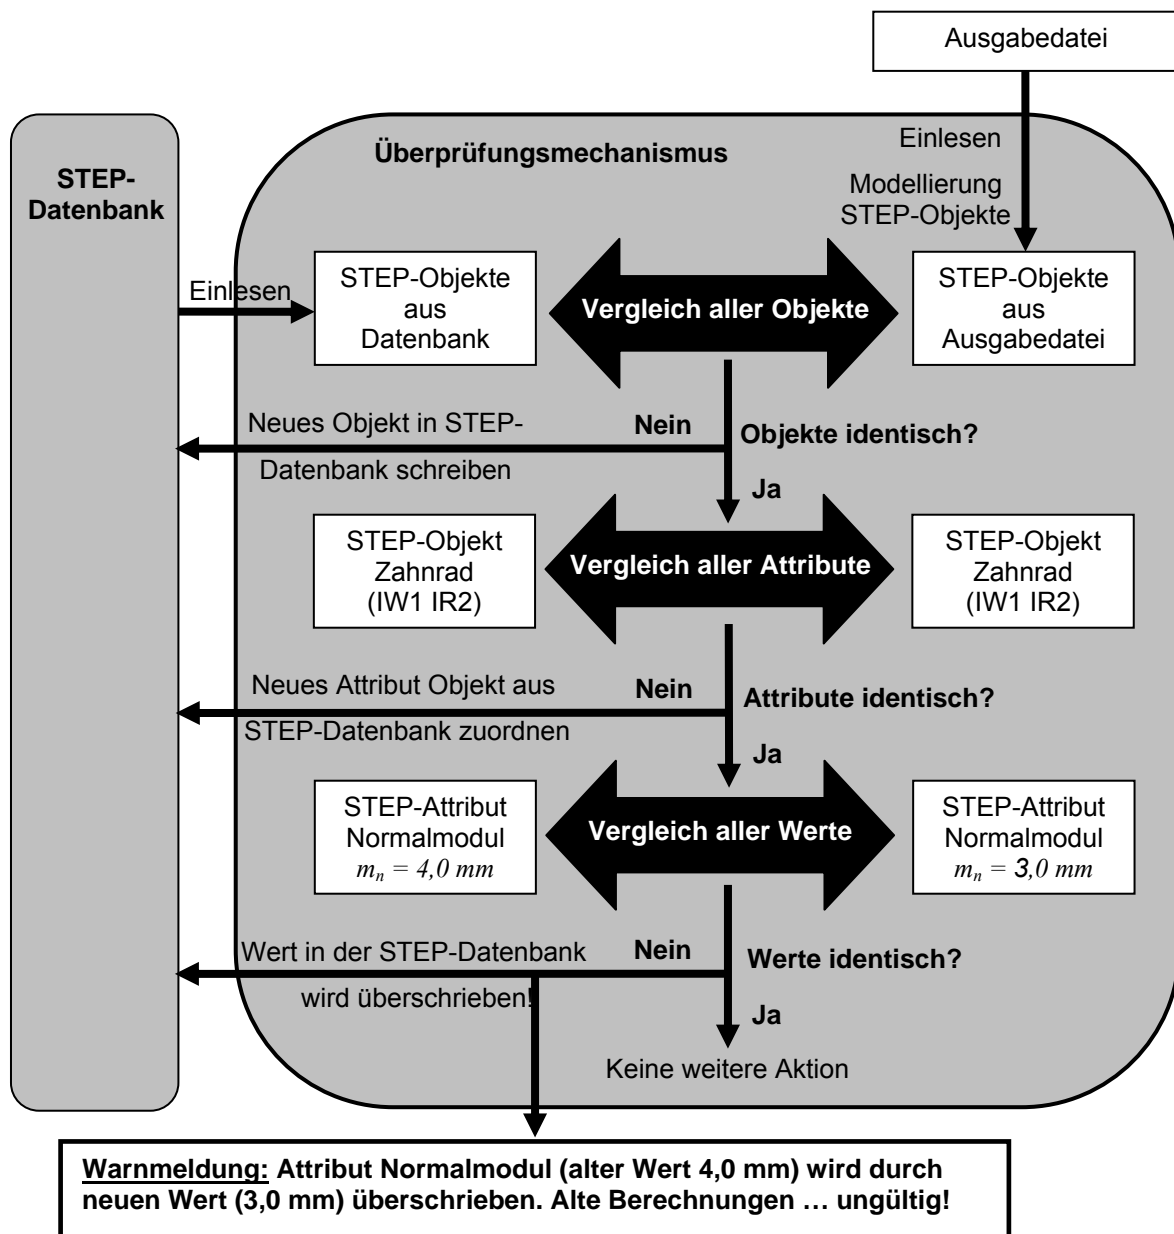 Ausgabedatei
Überprüfungsmechanismus
Einlesen
Modellierung
STEP-Objekte
STEP-
Datenbank
Einlesen
STEP-Objekte
aus
Datenbank
Vergleich aller Objekte
STEP-Objekte
aus
Ausgabedatei
Neues Objekt in STEP-
Datenbank schreiben
Nein
Objekte identisch?
Ja
STEP-Objekt
Zahnrad
(IW1 IR2)
Vergleich aller Attribute
STEP-Objekt
Zahnrad
(IW1 IR2)
Neues Attribut Objekt aus
STEP-Datenbank zuordnen
Nein
Attribute identisch?
Ja
STEP-Attribut
Normalmodul
mₙ = 4,0 mm
Vergleich aller Werte
STEP-Attribut
Normalmodul
mₙ = 3,0 mm
Wert in der STEP-Datenbank
wird überschrieben!
Nein
Werte identisch?
Ja
Keine weitere Aktion
Warnmeldung: Attribut Normalmodul (alter Wert 4,0 mm) wird durch
neuen Wert (3,0 mm) überschrieben. Alte Berechnungen … ungültig!